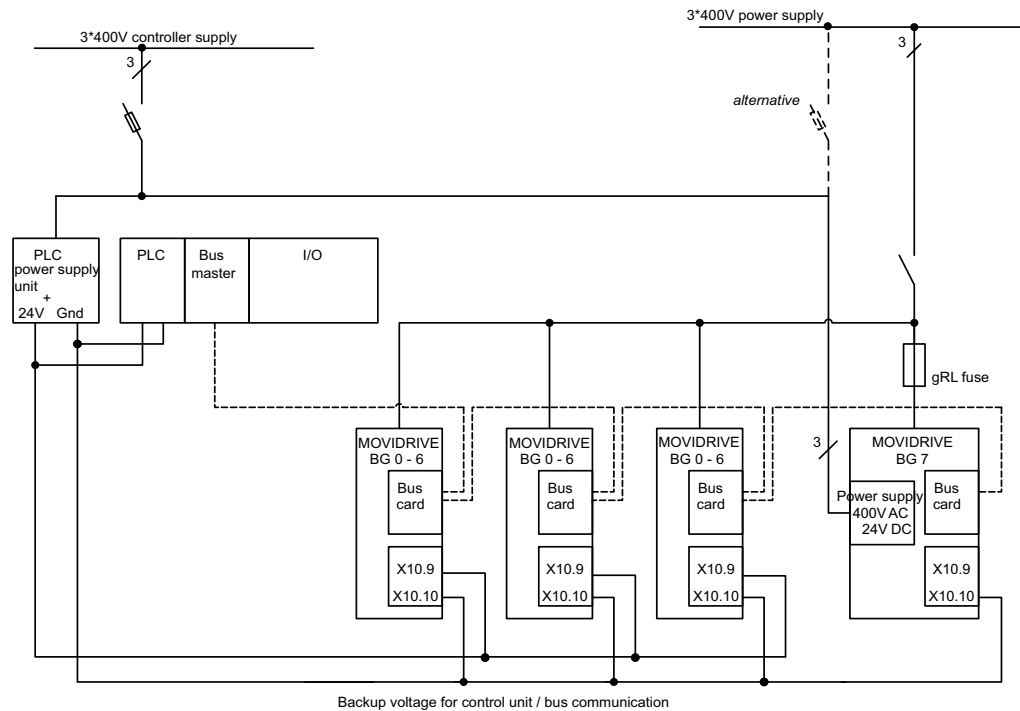 3*400V power supply
3*400V controller supply
3
3
alternative
PLC
power supply
unit
+
24V Gnd
PLC
Bus
master
I/O
gRL fuse
MOVIDRIVE
BG 0 - 6
Bus
card
X10.9
X10.10
MOVIDRIVE
BG 0 - 6
Bus
card
X10.9
X10.10
MOVIDRIVE
BG 0 - 6
Bus
card
X10.9
X10.10
3
MOVIDRIVE
BG 7
Power supply
400V AC
24V DC
Bus
card
X10.9
X10.10
Backup voltage for control unit / bus communication